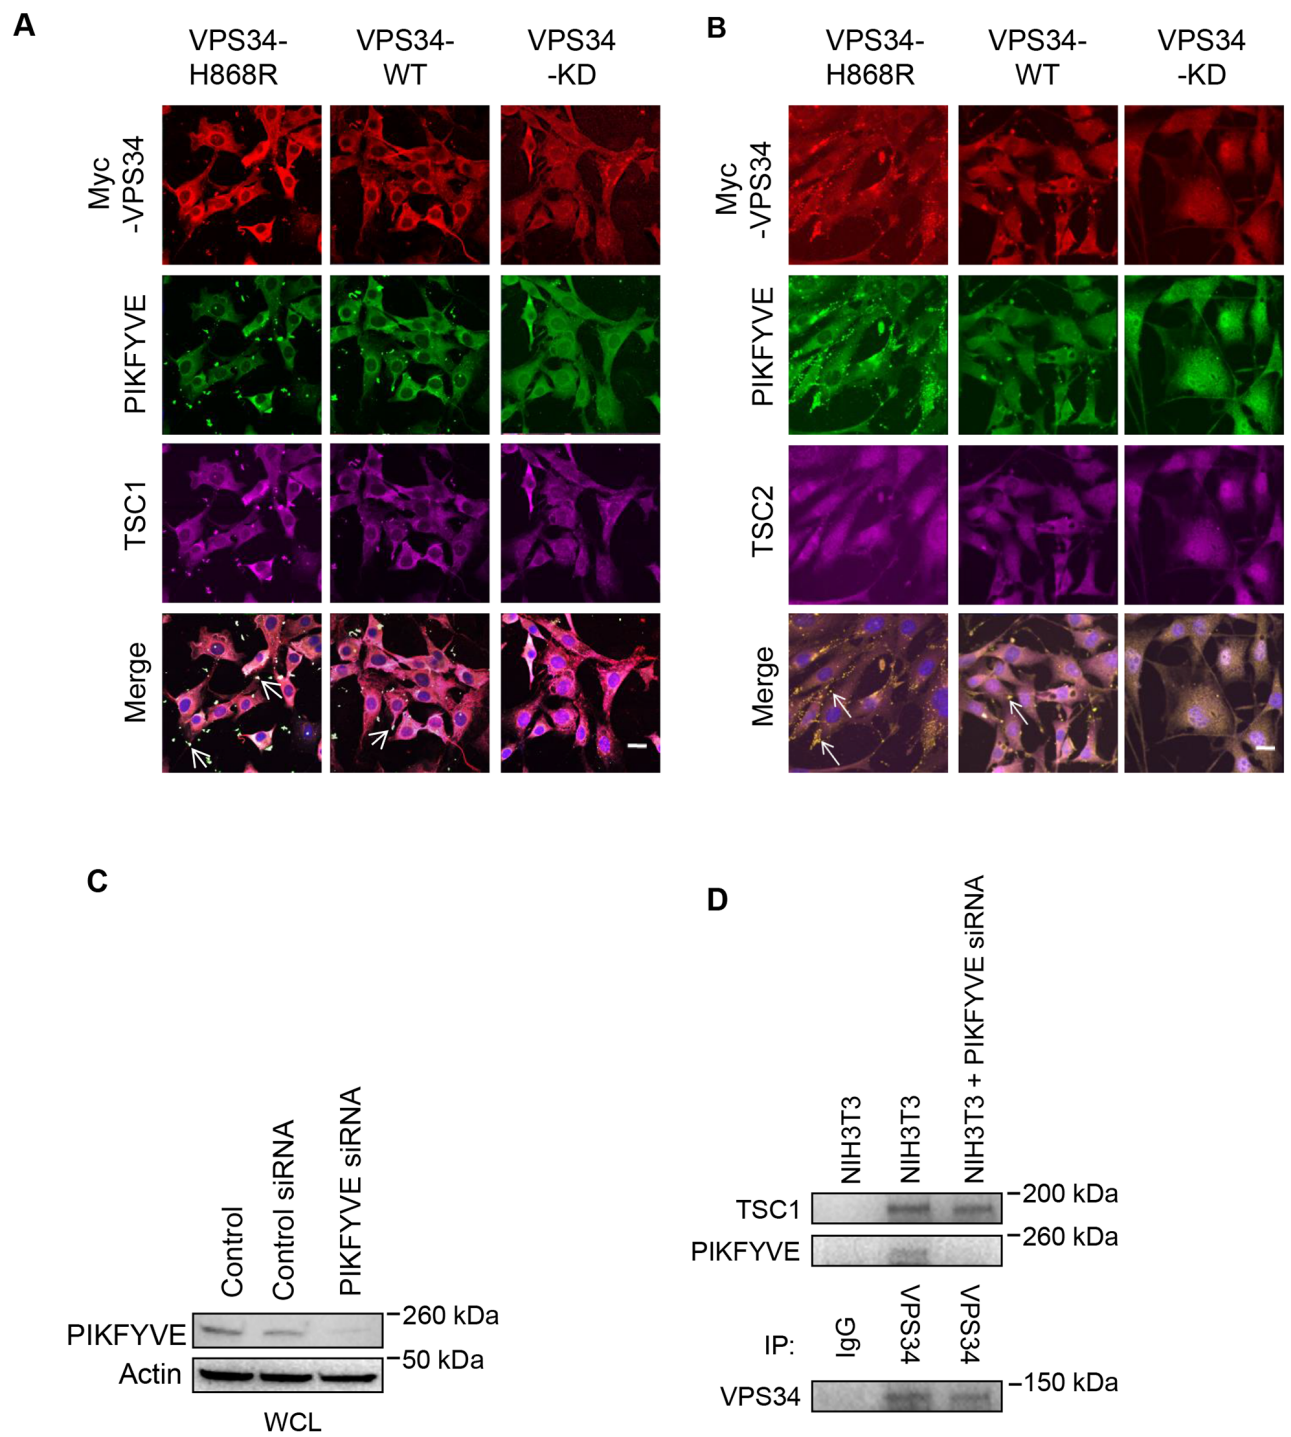 A
VPS34-
H868R
VPS34-
WT
VPS34
-KD
Myc
-VPS34
PIKFYVE
TSC1
Merge
B
VPS34-
H868R
VPS34-
WT
VPS34
-KD
Myc
-VPS34
PIKFYVE
TSC2
Merge
C
Control
Control siRNA
PIKFYVE siRNA
PIKFYVE
260 kDa
Actin
50 kDa
WCL
D
NIH3T3
NIH3T3
NIH3T3 + PIKFYVE siRNA
TSC1
200 kDa
PIKFYVE
260 kDa
IP:
IgG
VPS34
VPS34
VPS34
150 kDa